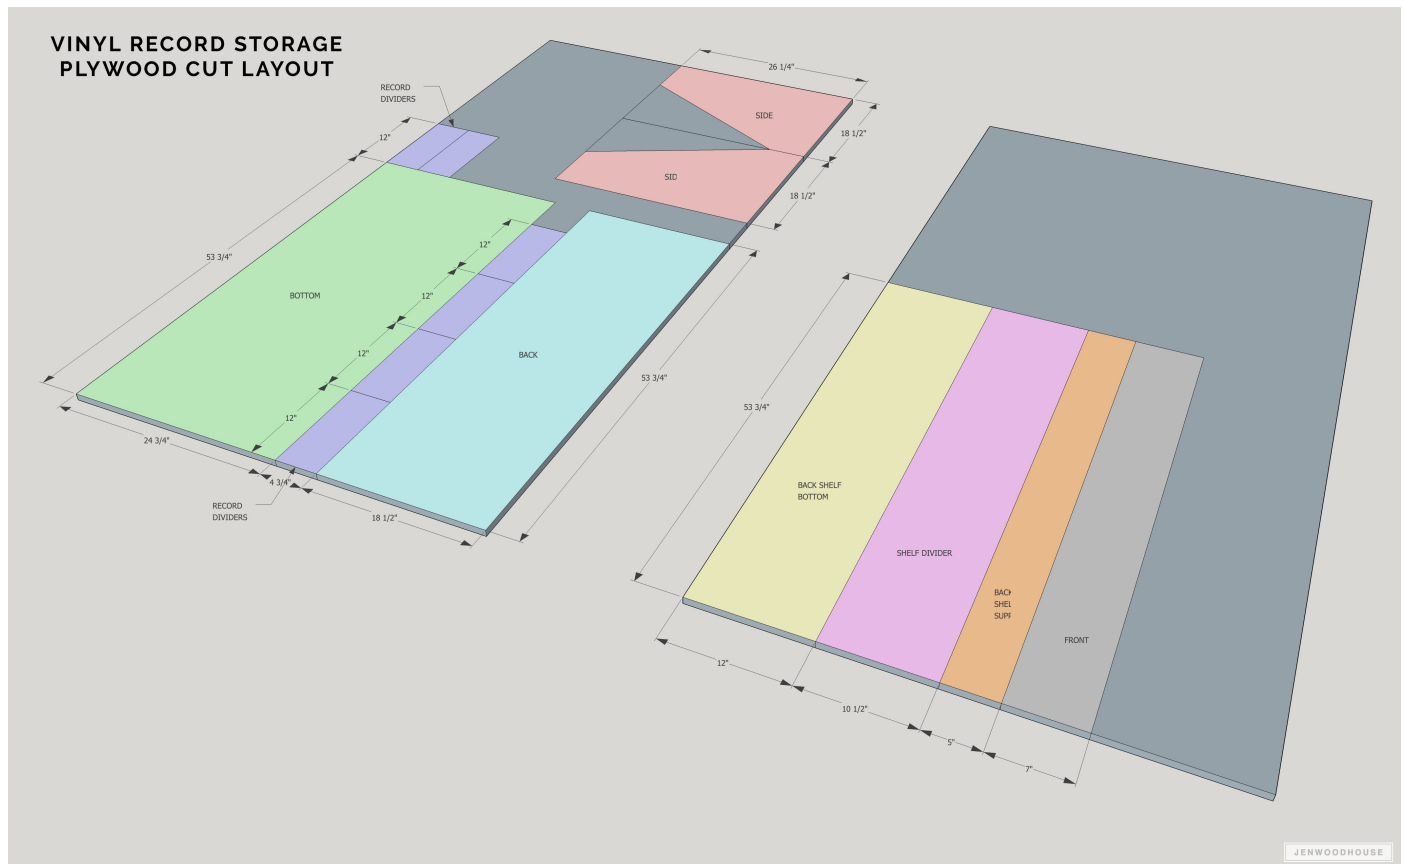 VINYL RECORD STORAGE
PLYWOOD CUT LAYOUT
RECORD
DIVIDERS
26 1/4"
SIDE
18 1/2"
12"
SID
18 1/2"
53 3/4"
12"
BOTTOM
12"
BACK
12"
53 3/4"
12"
24 3/4"
4 3/4"
RECORD
DIVIDERS
18 1/2"
53 3/4"
BACK SHELF
BOTTOM
SHELF DIVIDER
BACK
SHEL
SUPP
FRONT
12"
10 1/2"
5"
7"
JENWOODHOUSE